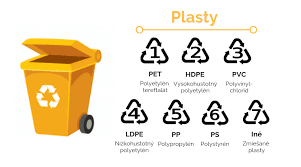 Plasty
1 2 3
PET HDPE PVC
Polyetylén Vysokohustotný Polyvinyl-
tereftalat polyetylén chlorid
4 5 6 7
LDPE PP PS Iné
Nízkohustotný Polypropylén Polystyrén Zmiešané
polyetylén plasty